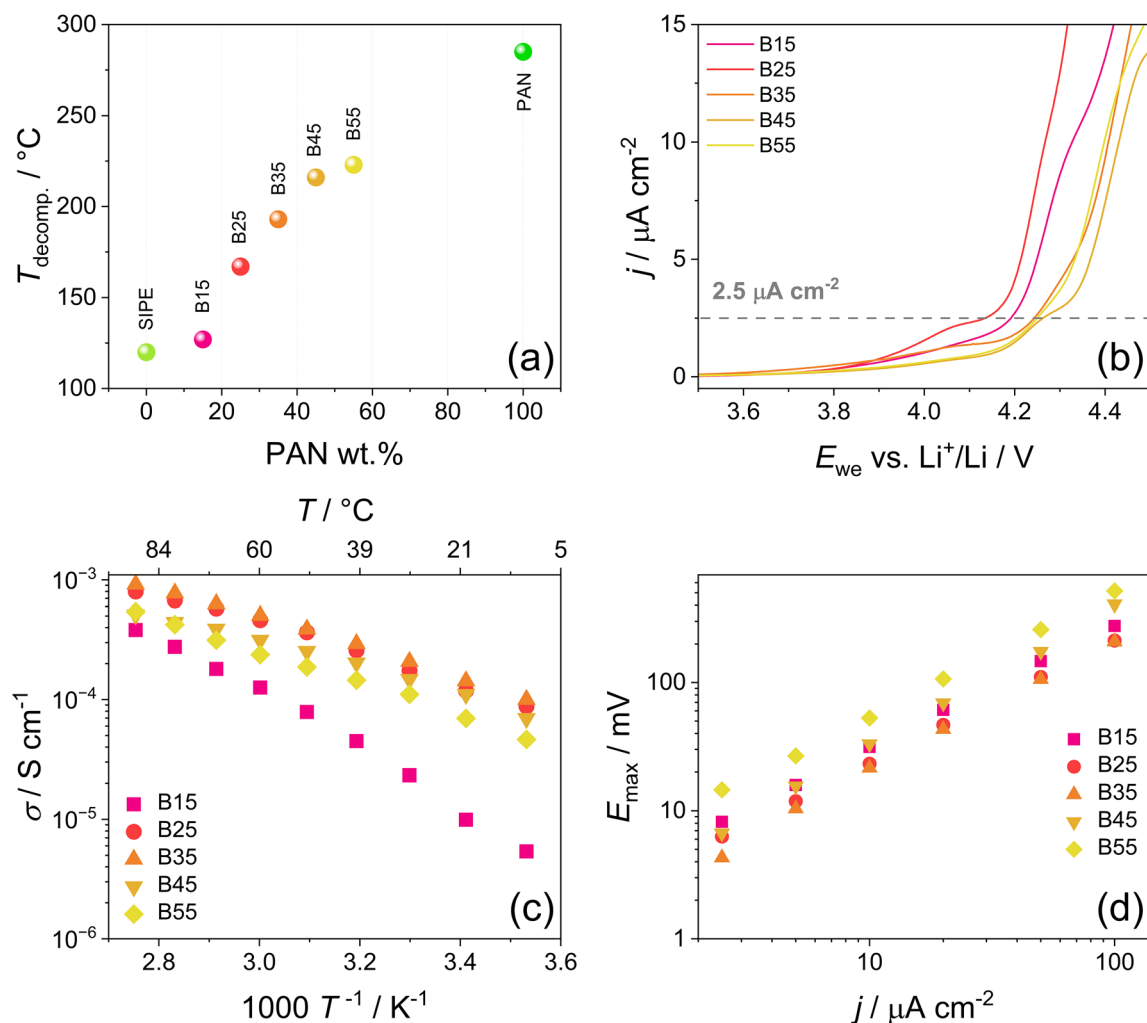 300
250
200
150
100
T_decomp. / °C
SIPE
B15
B25
B35
B45
B55
PAN
(a)
0 20 40 60 80 100
PAN wt.%
15
10
5
0
j / μA cm⁻²
B15
B25
B35
B45
B55
2.5 μA cm⁻²
(b)
3.6 3.8 4.0 4.2 4.4
E_we vs. Li⁺/Li / V
T / °C
84 60 39 21 5
10⁻³
10⁻⁴
10⁻⁵
10⁻⁶
σ / S cm⁻¹
B15
B25
B35
B45
B55
(c)
2.8 3.0 3.2 3.4 3.6
1000 T⁻¹ / K⁻¹
100
10
1
E_max / mV
B15
B25
B35
B45
B55
(d)
10 100
j / μA cm⁻²